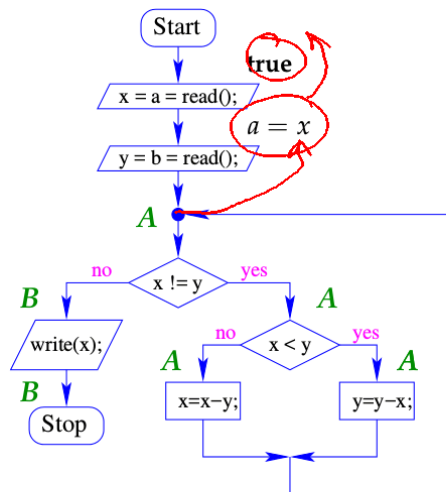 Start
true
x = a = read();
a = x
y = b = read();
A
no
x != y
yes
B
A
write(x);
no
x < y
yes
A
A
B
x=x−y;
y=y−x;
Stop